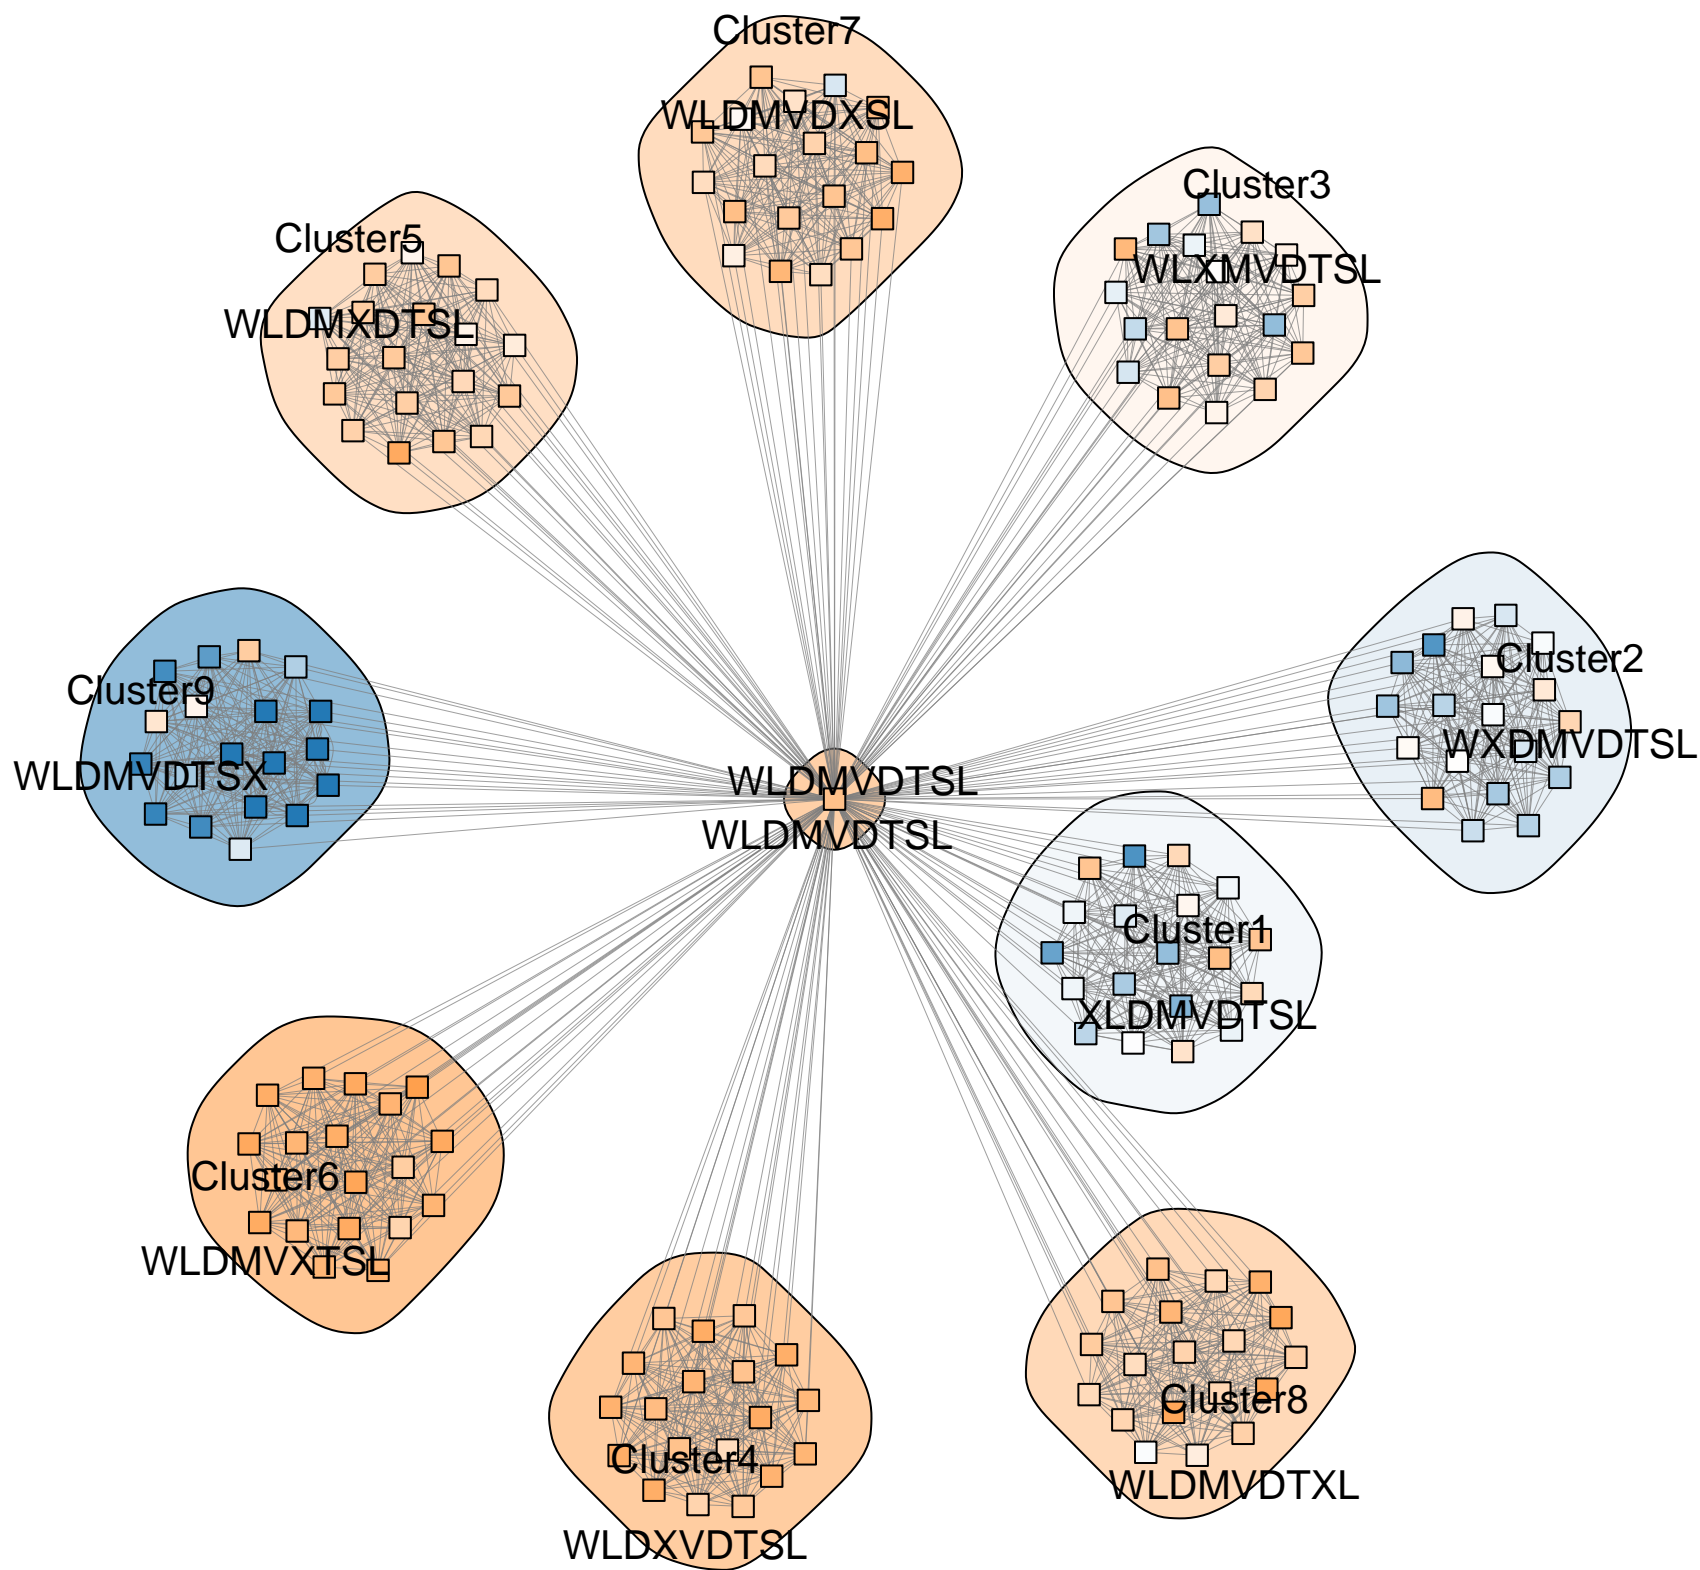 Cluster7
WLDMVDXSL
Cluster3
WLXMVDTSL
Cluster5
WLDMXDTSL
Cluster2
WXDMVDTSL
Cluster9
WLDMVDTSX
WLDMVDTSL
WLDMVDTSL
Cluster1
XLDMVDTSL
Cluster6
WLDMVXTSL
Cluster8
WLDMVDTXL
Cluster4
WLDXVDTSL